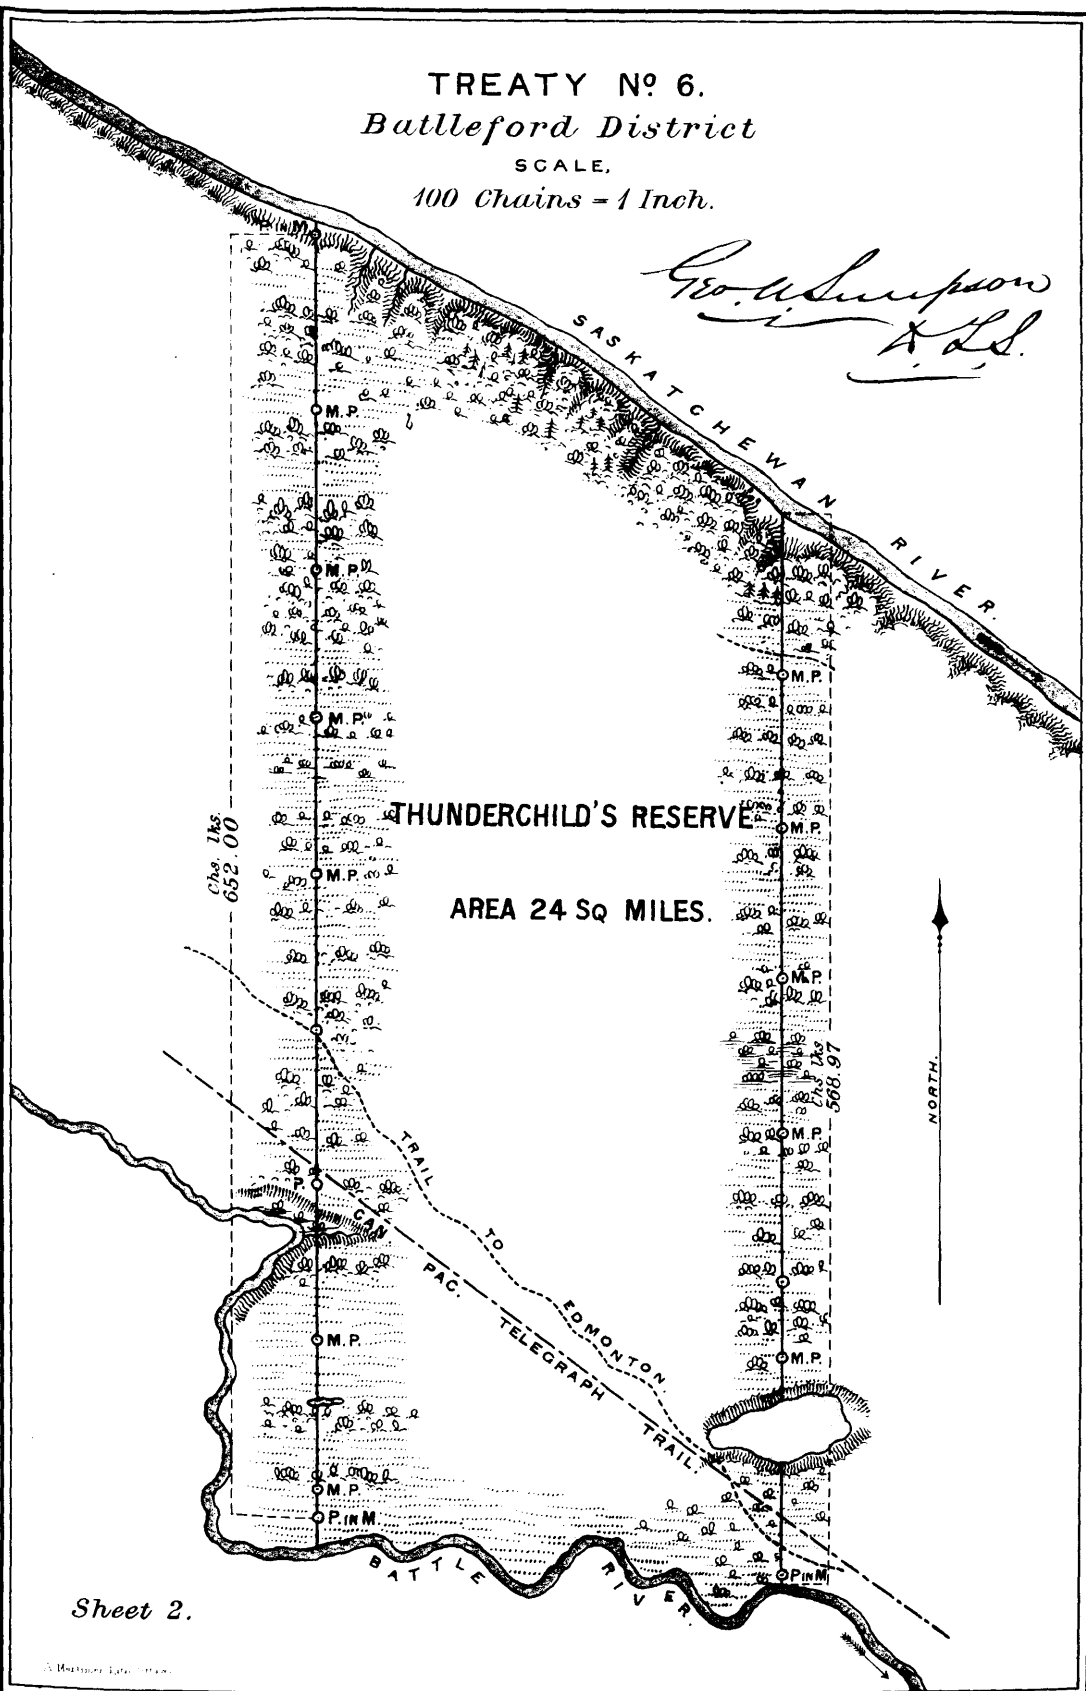 TREATY Nº 6.
Battleford District
SCALE,
100 Chains = 1 Inch.
Geo. A Simpson
D.L.S.
SASKATCHEWAN RIVER.
P. IN M.
M.P.
M.P.
M.P.
M.P.
M.P.
M.P.
THUNDERCHILD'S RESERVE
Chs. lks.
652.00
AREA 24 SQ MILES.
M.P.
Chs lks.
568.97
NORTH.
M.P.
TRAIL TO EDMONTON.
P.
CAN. PAC. TELEGRAPH TRAIL.
M.P.
M.P.
M.P.
P. IN M.
P IN M
BATTLE RIVER.
Sheet 2.